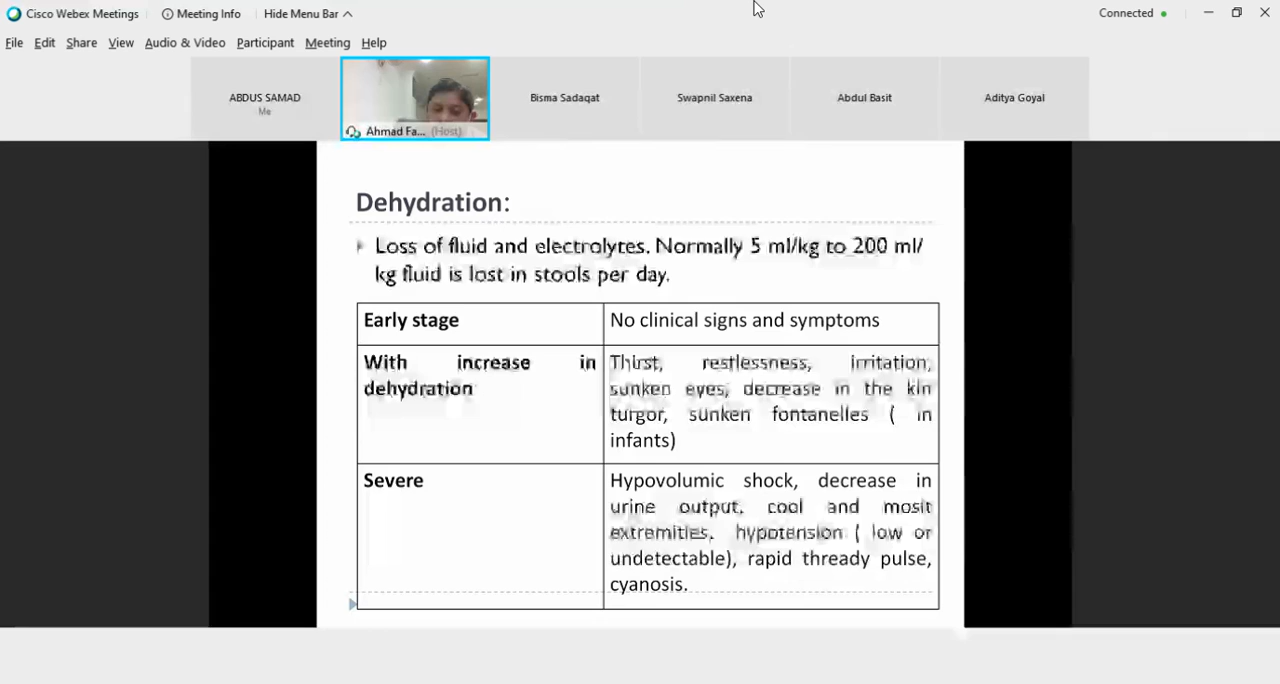 Cisco Webex Meetings Meeting Info Hide Menu Bar Connected
File Edit Share View Audio & Video Participant Meeting Help
ABDUS SAMAD
Me
Ahmad Fa... (Host)
Bisma Sadaqat
Swapnil Saxena
Abdul Basit
Aditya Goyal
Dehydration:
Loss of fluid and electrolytes. Normally 5 ml/kg to 200 ml/
kg fluid is lost in stools per day.
Early stage
No clinical signs and symptoms
With increase in
dehydration
Thirst, restlessness, irritation,
sunken eyes, decrease in the kin
turgor, sunken fontanelles ( in
infants)
Severe
Hypovolumic shock, decrease in
urine output, cool and mosit
extremities, hypotension ( low or
undetectable), rapid thready pulse,
cyanosis.